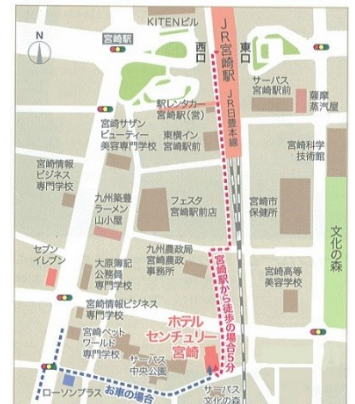 KITENビル
西口
JR宮崎駅
東口
宮崎駅
JR日豊本線
サーパス
宮崎駅前
薩摩
蒸汽屋
駅レンタカー
宮崎駅(営)
宮崎サザン
ビューティー
美容専門学校
東横イン
宮崎駅前
宮崎科学
技術館
宮崎情報
ビジネス
専門学校
九州築豊
ラーメン
山小屋
フェスタ
宮崎駅前店
宮崎市
保健所
文化の森
セブン
イレブン
大原簿記
公務員
専門学校
九州農政局
宮崎農政
事務所
宮崎駅から徒歩の場合5分
宮崎高等
美容学校
宮崎情報ビジネス
専門学校
宮崎ペット
ワールド
専門学校
ホテル
センチュリー
宮崎
サーパス
中央公園
ローソンプラス
お車の場合
サーパス
文化の森